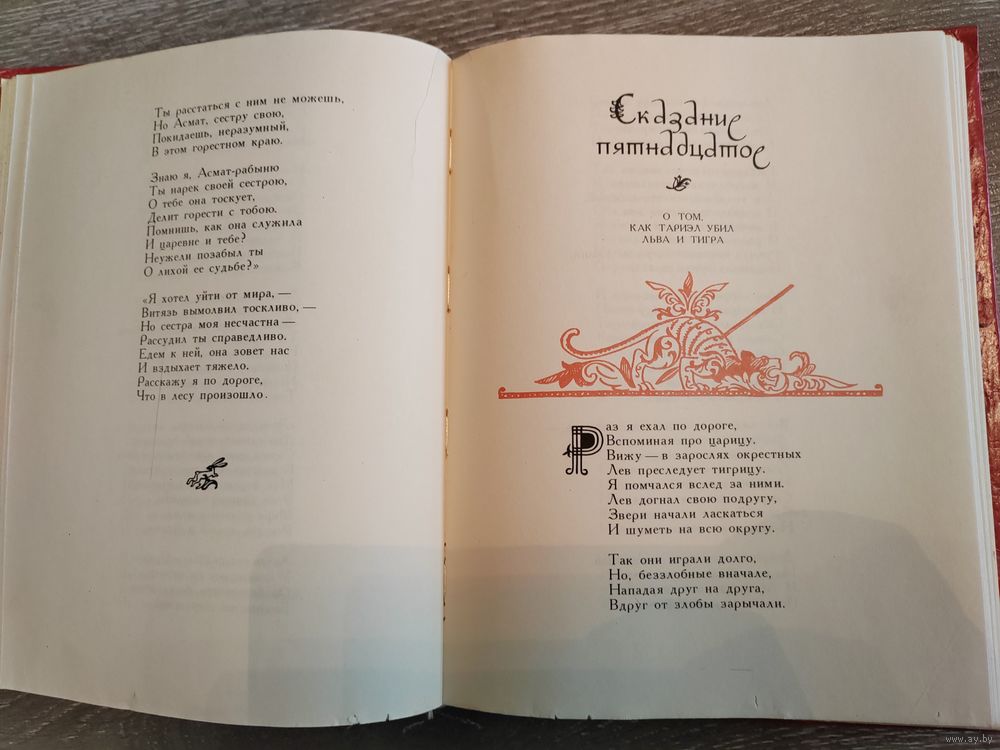 Ты расстаться с ним не можешь,
Но Асмат, сестру свою,
Покидаешь, неразумный,
В этом горестном краю.
Знаю я, Асмат-рабыню
Ты нарек своей сестрою,
О тебе она тоскует,
Делит горести с тобою.
Помнишь, как она служила
И царевне и тебе?
Неужели позабыл ты
О лихой ее судьбе?»
«Я хотел уйти от мира, —
Витязь вымолвил тоскливо, —
Но сестра моя несчастна —
Рассудил ты справедливо.
Едем к ней, она зовет нас
И вздыхает тяжело.
Расскажу я по дороге,
Что в лесу произошло.
Сказание
пятнадцатое
О ТОМ,
КАК ТАРИЭЛ УБИЛ
ЛЬВА И ТИГРА
Раз я ехал по дороге,
Вспоминая про царицу.
Вижу — в зарослях окрестных
Лев преследует тигрицу.
Я помчался вслед за ними.
Лев догнал свою подругу,
Звери начали ласкаться
И шуметь на всю округу.
Так они играли долго,
Но, беззлобные вначале,
Нападая друг на друга,
Вдруг от злобы зарычали.
www.ay.by